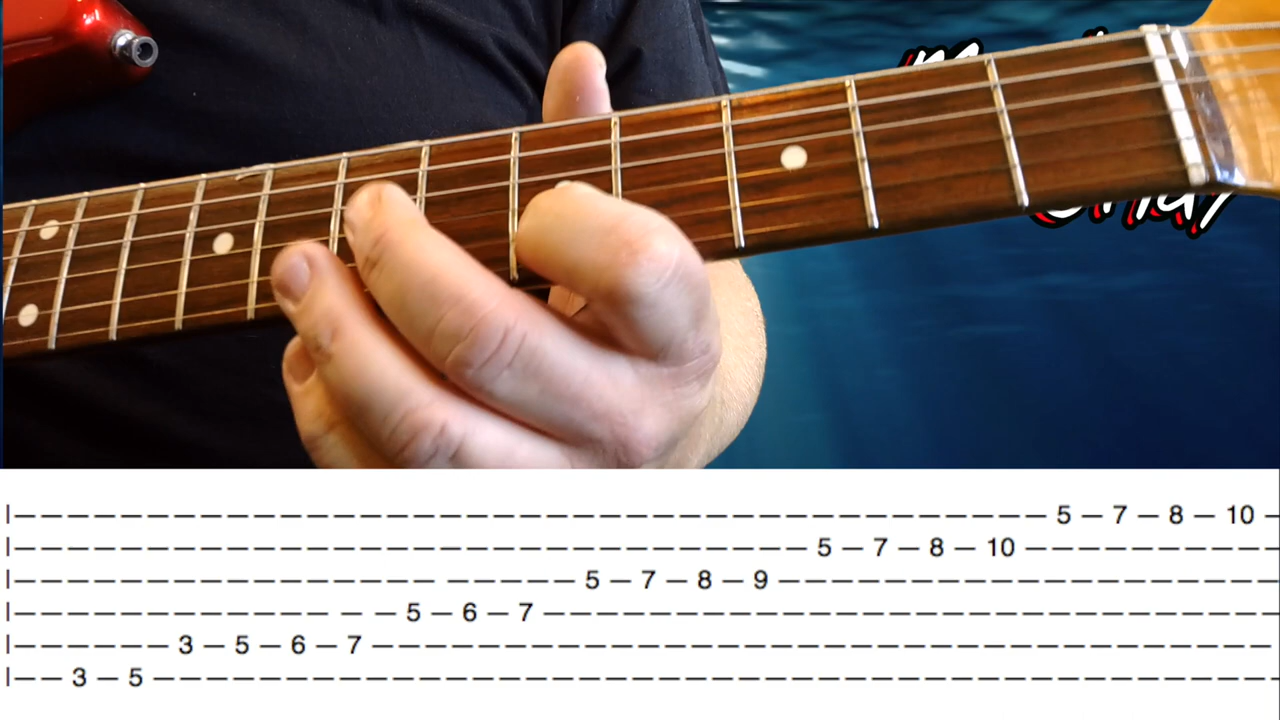 |—————————————————————————————————————— 5 — 7 — 8 — 10 —
|————————————————————————————— 5 — 7 — 8 — 10 ——————————
|——————————————— ————— 5 — 7 — 8 — 9 ———————————————————
|———————————— — — 5 — 6 — 7 ————————————————————————————
|—————— 3 — 5 — 6 — 7 ——————————————————————————————————
|—— 3 — 5 ——————————————————————————————————————————